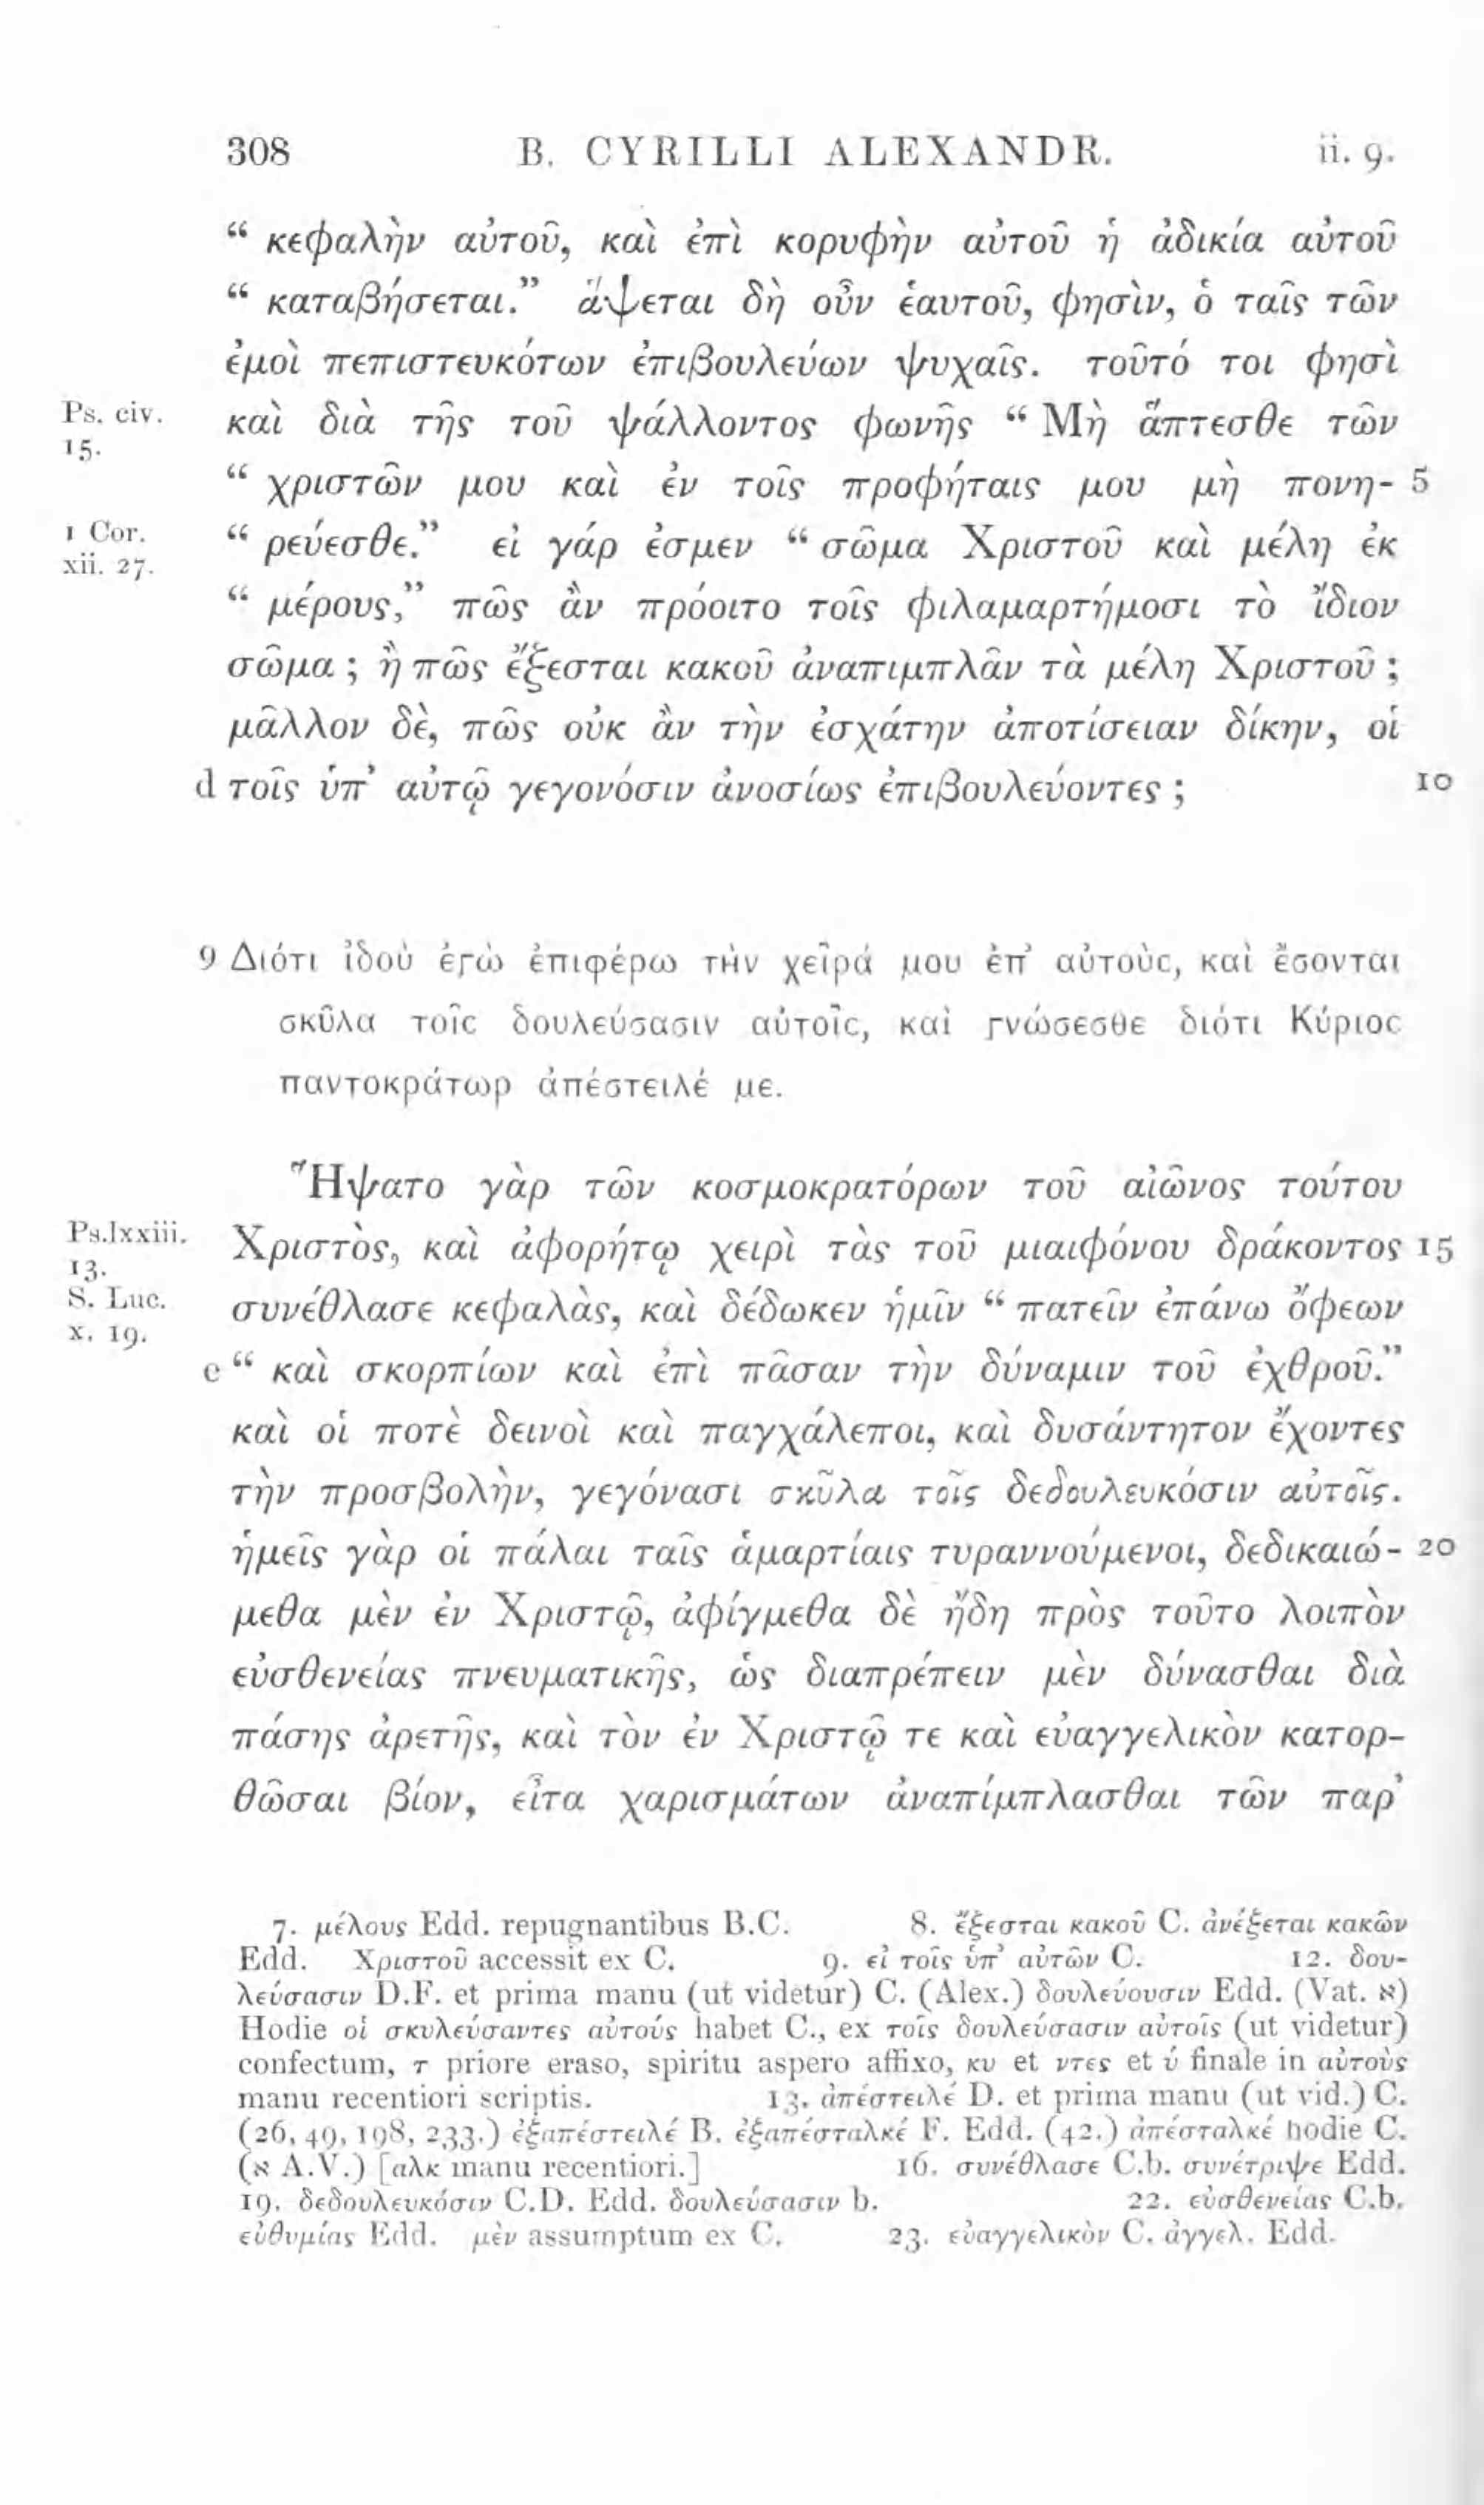 308 B. CYRILLI ALEXANDR. ii. 9.
“ κεφαλὴν αὐτοῦ, καὶ ἐπὶ κορυφὴν αὐτοῦ ἡ ἀδικία αὐτοῦ
“ καταβήσεται.” ἅψεται δὴ οὖν ἑαυτοῦ, φησὶν, ὁ ταῖς τῶν
ἐμοὶ πεπιστευκότων ἐπιβουλεύων ψυχαῖς. τοῦτό τοι φησὶ
Ps. civ. καὶ διὰ τῆς τοῦ ψάλλοντος φωνῆς “ Μὴ ἅπτεσθε τῶν
15.
“ χριστῶν μου καὶ ἐν τοῖς προφήταις μου μὴ πονη- 5
1 Cor. “ ρεύεσθε.” εἰ γάρ ἐσμεν “ σῶμα Χριστοῦ καὶ μέλη ἐκ
xii. 27.
“ μέρους,” πῶς ἂν πρόοιτο τοῖς φιλαμαρτήμοσι τὸ ἴδιον
σῶμα ; ἢ πῶς ἔξεσται κακοῦ ἀναπιμπλᾶν τὰ μέλη Χριστοῦ ;
μᾶλλον δὲ, πῶς οὐκ ἂν τὴν ἐσχάτην ἀποτίσειαν δίκην, οἱ
d τοῖς ὑπ’ αὐτῷ γεγονόσιν ἀνοσίως ἐπιβουλεύοντες ; 10
9 Διότι ἰδοὺ ἐγὼ ἐπιφέρω τὴν χεῖρά μου ἐπ’ αὐτοὺς, καὶ ἔσονται
σκῦλα τοῖς δουλεύσασιν αὐτοῖς, καὶ γνώσεσθε διότι Κύριος
παντοκράτωρ ἀπέστειλέ με.
Ἥψατο γὰρ τῶν κοσμοκρατόρων τοῦ αἰῶνος τούτου
Ps.lxxiii. Χριστὸς, καὶ ἀφορήτῳ χειρὶ τὰς τοῦ μιαιφόνου δράκοντος 15
13.
S. Luc. συνέθλασε κεφαλὰς, καὶ δέδωκεν ἡμῖν “ πατεῖν ἐπάνω ὄφεων
x. 19.
e “ καὶ σκορπίων καὶ ἐπὶ πᾶσαν τὴν δύναμιν τοῦ ἐχθροῦ.”
καὶ οἱ ποτὲ δεινοὶ καὶ παγχάλεποι, καὶ δυσάντητον ἔχοντες
τὴν προσβολὴν, γεγόνασι σκῦλα τοῖς δεδουλευκόσιν αὐτοῖς.
ἡμεῖς γὰρ οἱ πάλαι ταῖς ἁμαρτίαις τυραννούμενοι, δεδικαιώ- 20
μεθα μὲν ἐν Χριστῷ, ἀφίγμεθα δὲ ἤδη πρὸς τοῦτο λοιπὸν
εὐσθενείας πνευματικῆς, ὡς διαπρέπειν μὲν δύνασθαι διὰ
πάσης ἀρετῆς, καὶ τὸν ἐν Χριστῷ τε καὶ εὐαγγελικὸν κατορ-
θῶσαι βίον, εἶτα χαρισμάτων ἀναπίμπλασθαι τῶν παρ’
7. μέλους Edd. repugnantibus B.C. 8. ἔξεσται κακοῦ C. ἀνέξεται κακῶν
Edd. Χριστοῦ accessit ex C. 9. εἰ τοῖς ὑπ’ αὐτῶν C. 12. δου-
λεύσασιν D.F. et prima manu (ut videtur) C. (Alex.) δουλεύουσιν Edd. (Vat. א)
Hodie οἱ σκυλεύσαντες αὐτούς habet C., ex τοῖς δουλεύσασιν αὐτοῖς (ut videtur)
confectum, τ priore eraso, spiritu aspero affixo, κυ et ντες et ύ finale in αὐτοὺς
manu recentiori scriptis. 13. ἀπέστειλέ D. et prima manu (ut vid.) C.
(26, 49, 198, 233.) ἐξαπέστειλέ B. ἐξαπέσταλκέ F. Edd. (42.) ἀπέσταλκέ hodie C.
(א A.V.) [αλκ manu recentiori.] 16. συνέθλασε C.b. συνέτριψε Edd.
19. δεδουλευκόσιν C.D. Edd. δουλεύσασιν b. 22. εὐσθενείας C.b.
εὐθυμίας Edd. μὲν assumptum ex C. 23. εὐαγγελικὸν C. ἀγγελ. Edd.